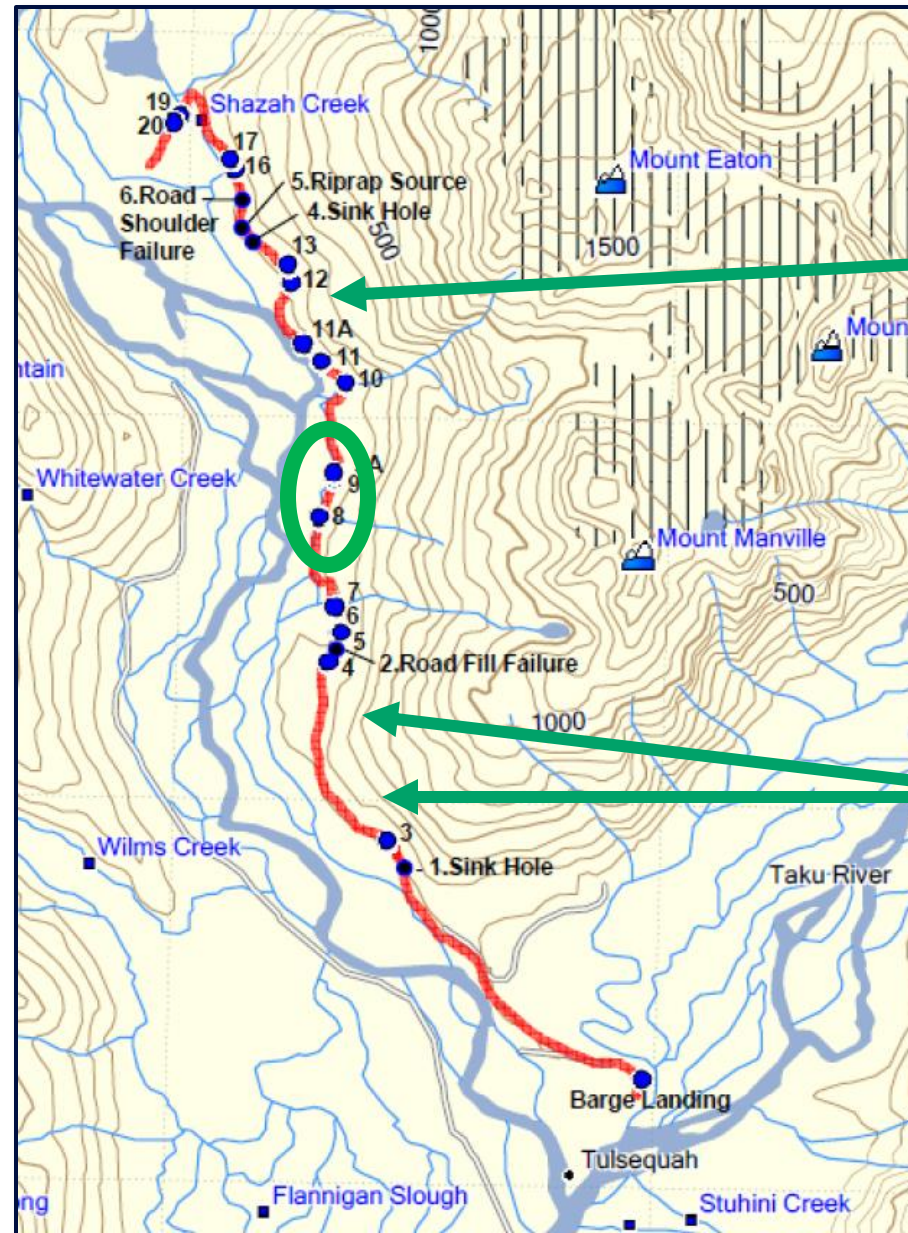 1000
19
Shazah Creek
20
17
16
Mount Eaton
5.Riprap Source
6.Road
Shoulder
Failure
4.Sink Hole
500
1500
13
12
11A
11
Moun
10
ntain
A
9
Whitewater Creek
8
Mount Manville
7
500
6
5
2.Road Fill Failure
4
1000
3
Wilms Creek
1.Sink Hole
Taku River
Barge Landing
Tulsequah
Flannigan Slough
ong
Stuhini Creek